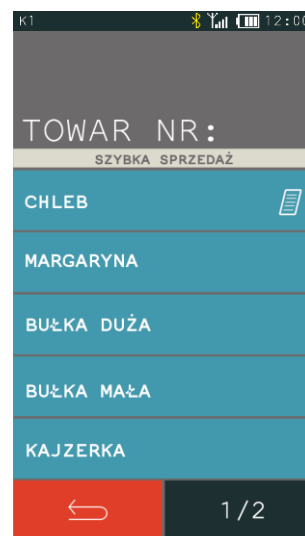 K1 12:00
TOWAR NR:
SZYBKA SPRZEDAŻ
CHLEB
MARGARYNA
BUŁKA DUŻA
BUŁKA MAŁA
KAJZERKA
1/2